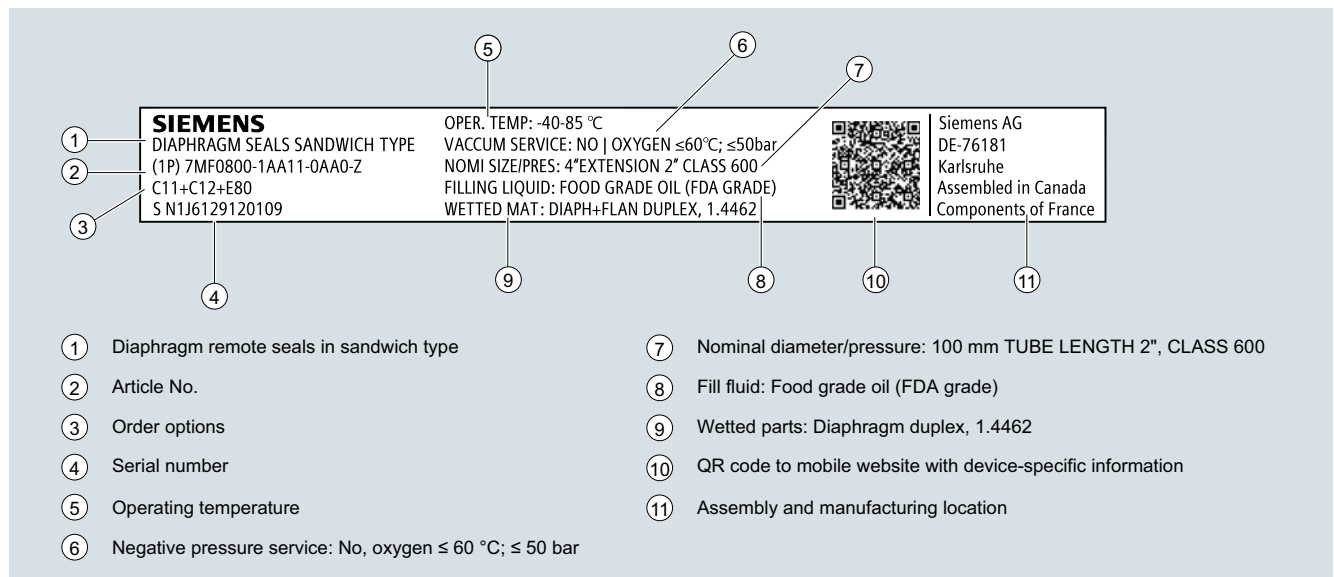 5
6
7
SIEMENS
DIAPHRAGM SEALS SANDWICH TYPE
(1P) 7MF0800-1AA11-0AA0-Z
C11+C12+E80
S N1J6129120109
OPER. TEMP: -40-85 °C
VACCUM SERVICE: NO | OXYGEN ≤60°C; ≤50bar
NOMI SIZE/PRES: 4"EXTENSION 2" CLASS 600
FILLING LIQUID: FOOD GRADE OIL (FDA GRADE)
WETTED MAT: DIAPH+FLAN DUPLEX, 1.4462
Siemens AG
DE-76181
Karlsruhe
Assembled in Canada
Components of France
1
2
3
4
9
8
10
11
1 Diaphragm remote seals in sandwich type
2 Article No.
3 Order options
4 Serial number
5 Operating temperature
6 Negative pressure service: No, oxygen ≤ 60 °C; ≤ 50 bar
7 Nominal diameter/pressure: 100 mm TUBE LENGTH 2", CLASS 600
8 Fill fluid: Food grade oil (FDA grade)
9 Wetted parts: Diaphragm duplex, 1.4462
10 QR code to mobile website with device-specific information
11 Assembly and manufacturing location